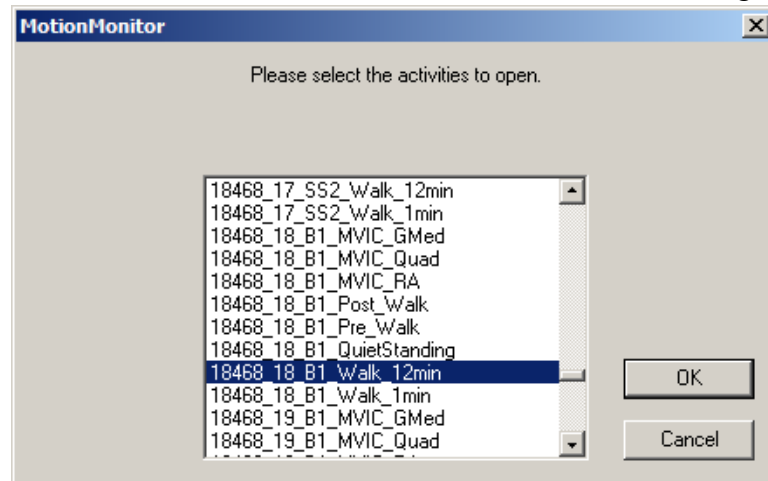 MotionMonitor
Please select the activities to open.
18468_17_SS2_Walk_12min
18468_17_SS2_Walk_1min
18468_18_B1_MVIC_GMed
18468_18_B1_MVIC_Quad
18468_18_B1_MVIC_RA
18468_18_B1_Post_Walk
18468_18_B1_Pre_Walk
18468_18_B1_QuietStanding
18468_18_B1_Walk_12min
18468_18_B1_Walk_1min
18468_19_B1_MVIC_GMed
18468_19_B1_MVIC_Quad
OK
Cancel